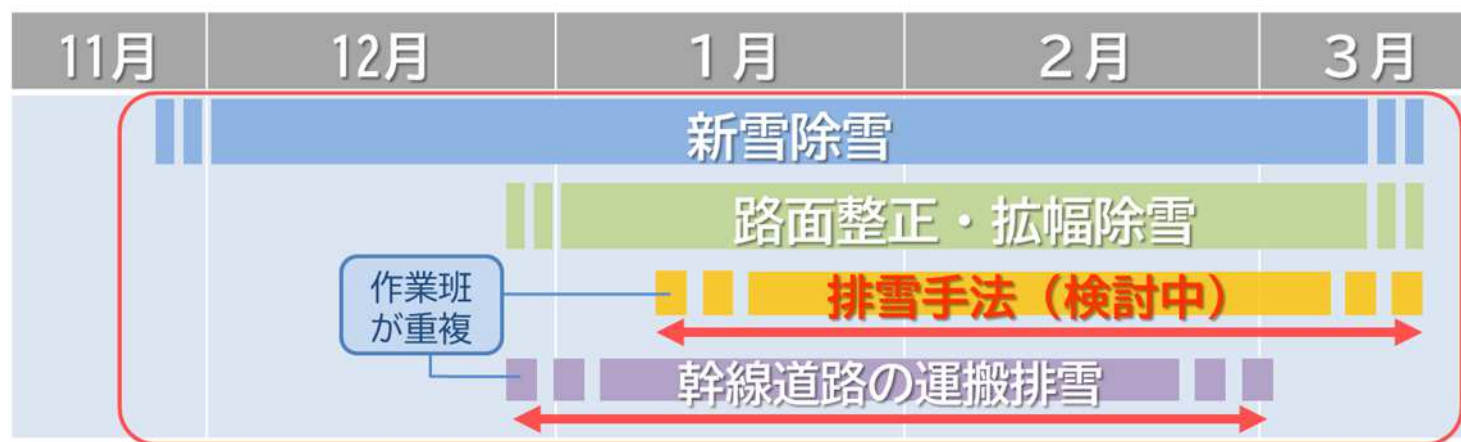 11月 12月 １月 ２月 ３月
新雪除雪
路面整正・拡幅除雪
作業班
が重複
排雪手法（検討中）
幹線道路の運搬排雪